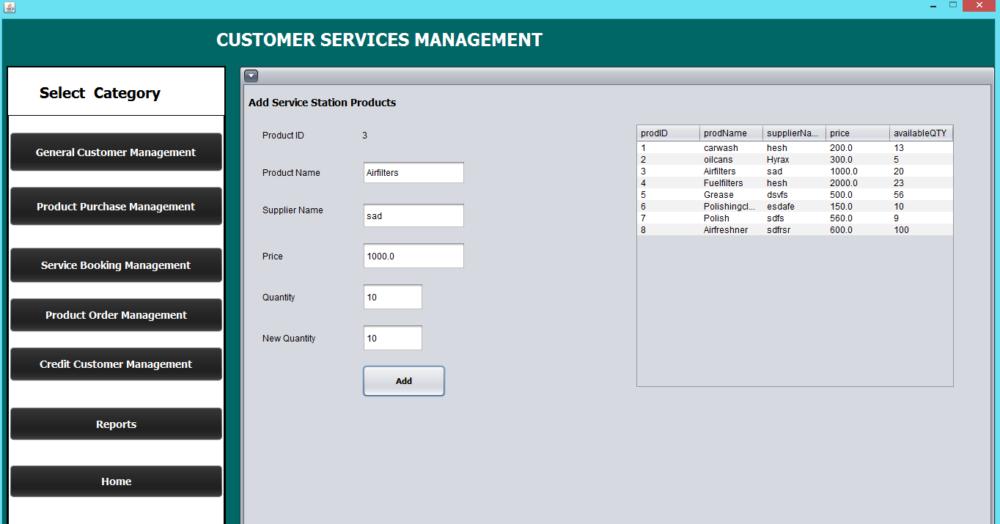 CUSTOMER SERVICES MANAGEMENT
Select Category
General Customer Management
Product Purchase Management
Service Booking Management
Product Order Management
Credit Customer Management
Reports
Home
Add Service Station Products
Product ID 3
Product Name Airfilters
Supplier Name sad
Price 1000.0
Quantity 10
New Quantity 10
Add
prodID prodName supplierNa... price availableQTY
1 carwash hesh 200.0 13
2 oilcans Hyrax 300.0 5
3 Airfilters sad 1000.0 20
4 Fuelfilters hesh 2000.0 23
5 Grease dsvfs 500.0 56
6 Polishingcl... esdafe 150.0 10
7 Polish sdfs 560.0 9
8 Airfreshner sdfrsr 600.0 100